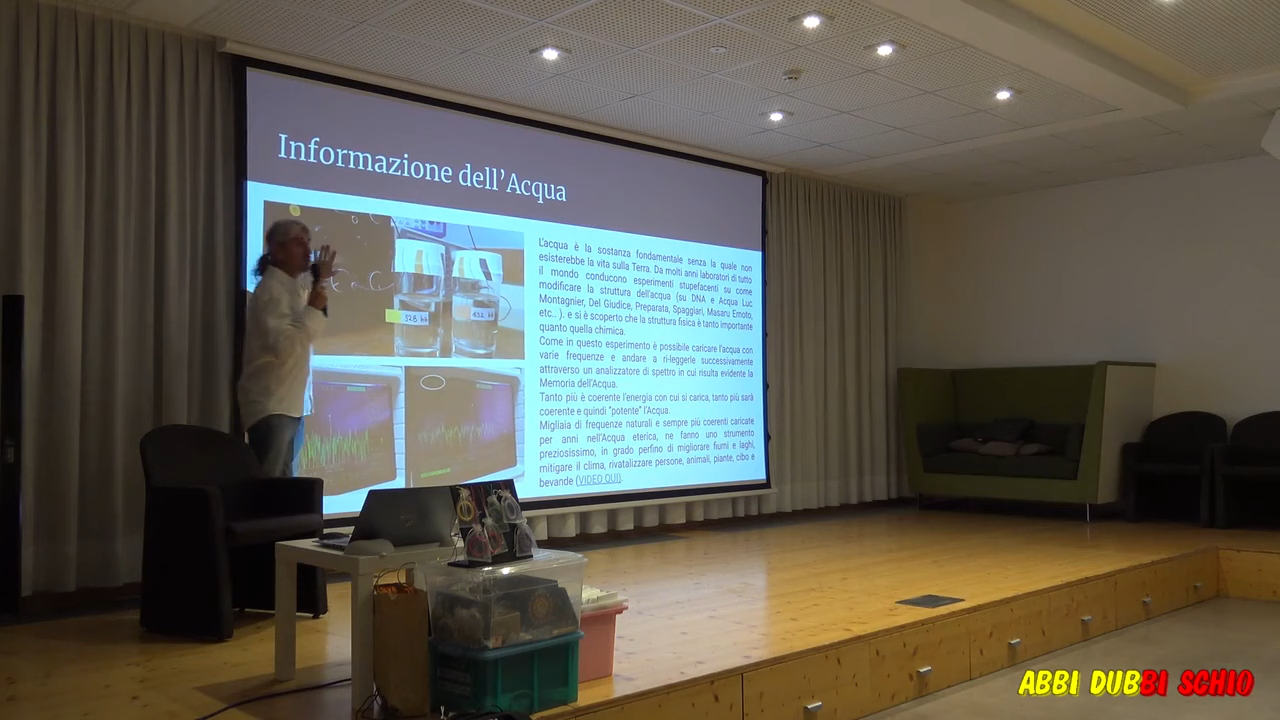 Informazione dell'Acqua
L'acqua è la sostanza fondamentale senza la quale non
esisterebbe la vita sulla Terra. Da molti anni laboratori di tutto
il mondo conducono esperimenti stupefacenti su come
modificare la struttura dell'acqua (su DNA e Acqua Luc
Montagnier, Del Giudice, Preparata, Spaggiari, Masaru Emoto,
etc.. ). e si è scoperto che la struttura fisica è tanto importante
quanto quella chimica.
Come in questo esperimento è possibile caricare l'acqua con
varie frequenze e andare a ri-leggerle successivamente
attraverso un analizzatore di spettro in cui risulta evidente la
Memoria dell'Acqua.
Tanto più è coerente l'energia con cui si carica, tanto più sarà
coerente e quindi "potente" l'Acqua.
Migliaia di frequenze naturali e sempre più coerenti caricate
per anni nell'Acqua eterica, ne fanno uno strumento
preziosissimo, in grado perfino di migliorare fiumi e laghi,
mitigare il clima, rivatalizzare persone, animali, piante, cibo e
bevande (VIDEO QUI).
ABBI DUBBI SCHIO